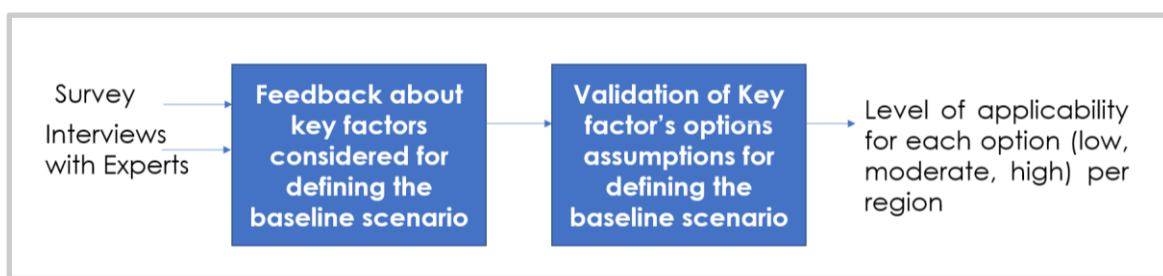 Survey
Interviews
with Experts
Feedback about
key factors
considered for
defining the
baseline scenario
Validation of Key
factor's options
assumptions for
defining the
baseline scenario
Level of applicability
for each option (low,
moderate, high) per
region